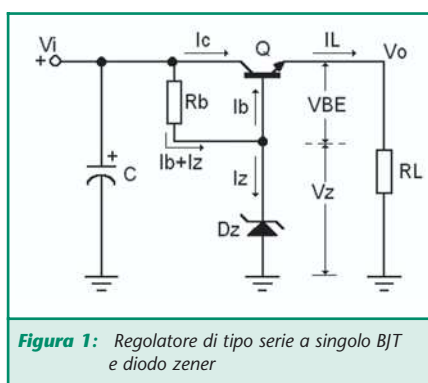 Vi
+
Ic
Q
IL
Vo
Rb
Ib
VBE
+
C
Ib+Iz
Iz
Vz
RL
Dz
Figura 1: Regolatore di tipo serie a singolo BJT
e diodo zener